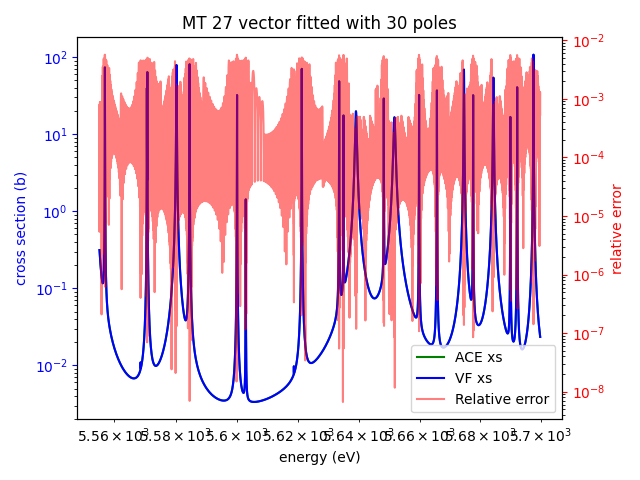 MT 27 vector fitted with 30 poles
10²
10¹
10⁰
10⁻¹
10⁻²
cross section (b)
10⁻²
10⁻³
10⁻⁴
10⁻⁵
10⁻⁶
10⁻⁷
10⁻⁸
relative error
ACE xs
VF xs
Relative error
5.56 × 10³ 5.58 × 10³ 5.6 × 10³ 5.62 × 10³ 5.64 × 10³ 5.66 × 10³ 5.68 × 10³ 5.7 × 10³
energy (eV)